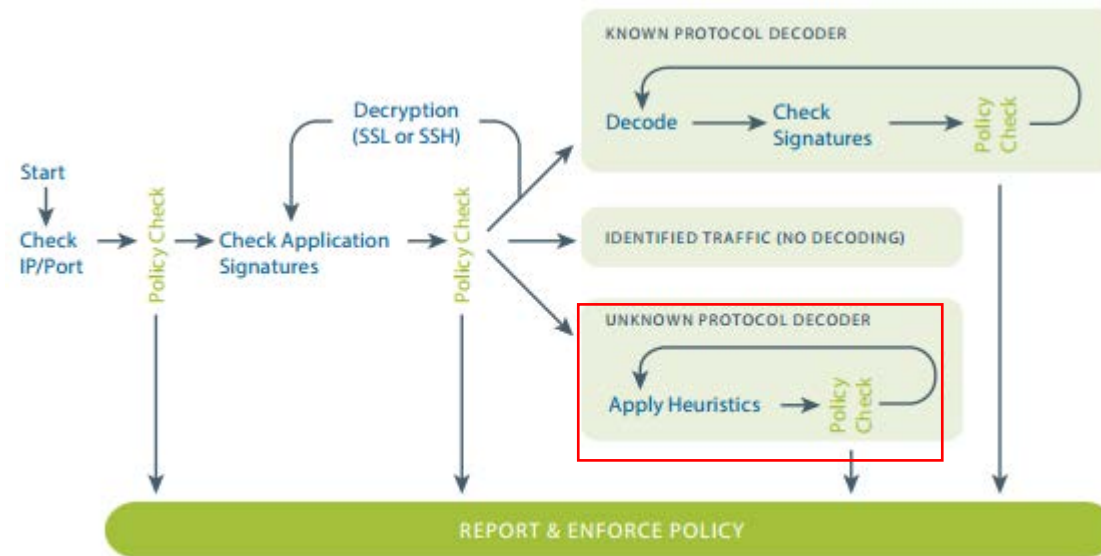 KNOWN PROTOCOL DECODER
Decode
Check
Signatures
Policy
Check
Decryption
(SSL or SSH)
Start
Check
IP/Port
Policy Check
Check Application
Signatures
Policy Check
IDENTIFIED TRAFFIC (NO DECODING)
UNKNOWN PROTOCOL DECODER
Apply Heuristics
Policy
Check
REPORT & ENFORCE POLICY